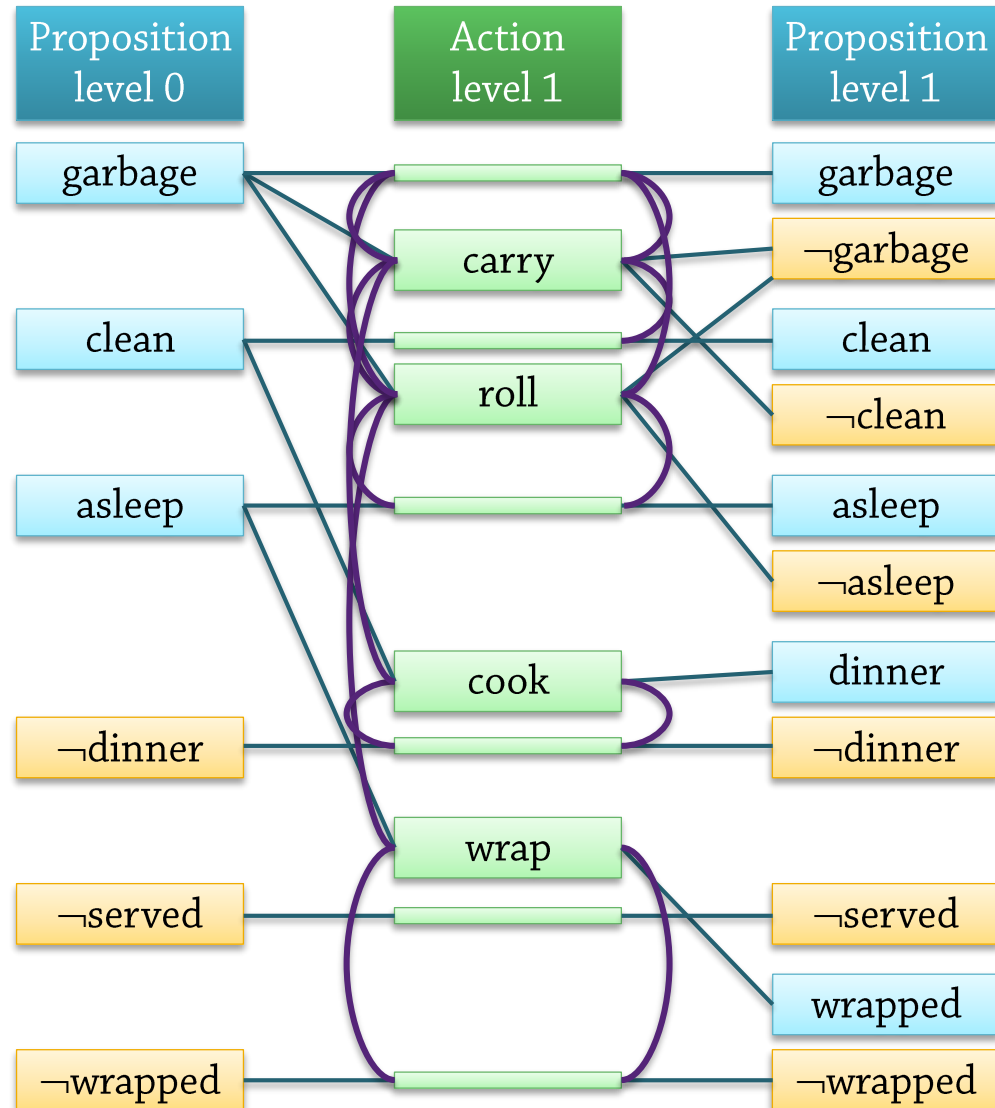 Proposition
level 0
Action
level 1
Proposition
level 1
garbage
garbage
carry
¬garbage
clean
clean
roll
¬clean
asleep
asleep
¬asleep
cook
dinner
¬dinner
¬dinner
wrap
¬served
¬served
wrapped
¬wrapped
¬wrapped